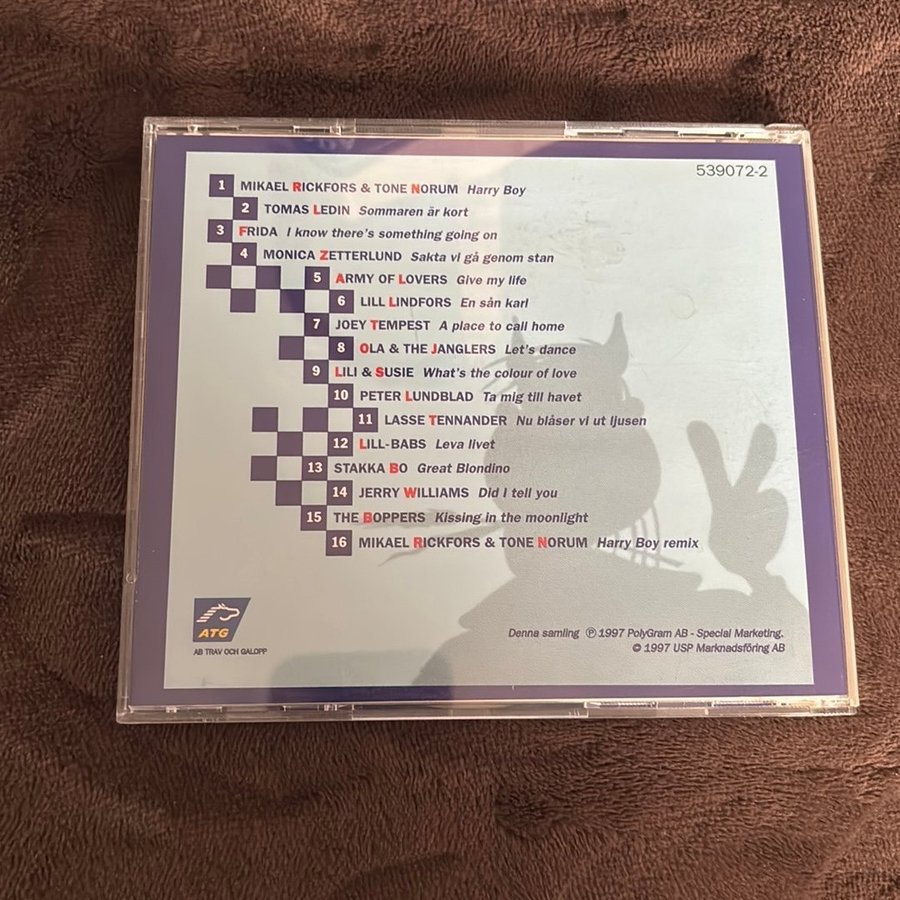 539072-2
1 MIKAEL RICKFORS & TONE NORUM Harry Boy
2 TOMAS LEDIN Sommaren är kort
3 FRIDA I know there's something going on
4 MONICA ZETTERLUND Sakta vi gå genom stan
5 ARMY OF LOVERS Give my life
6 LILL LINDFORS En sån karl
7 JOEY TEMPEST A place to call home
8 OLA & THE JANGLERS Let's dance
9 LILI & SUSIE What's the colour of love
10 PETER LUNDBLAD Ta mig till havet
11 LASSE TENNANDER Nu blåser vi ut ljusen
12 LILL-BABS Leva livet
13 STAKKA BO Great Blondino
14 JERRY WILLIAMS Did I tell you
15 THE BOPPERS Kissing in the moonlight
16 MIKAEL RICKFORS & TONE NORUM Harry Boy remix
ATG
AB TRAV OCH GALOPP
Denna samling ℗ 1997 PolyGram AB - Special Marketing.
© 1997 USP Marknadsföring AB